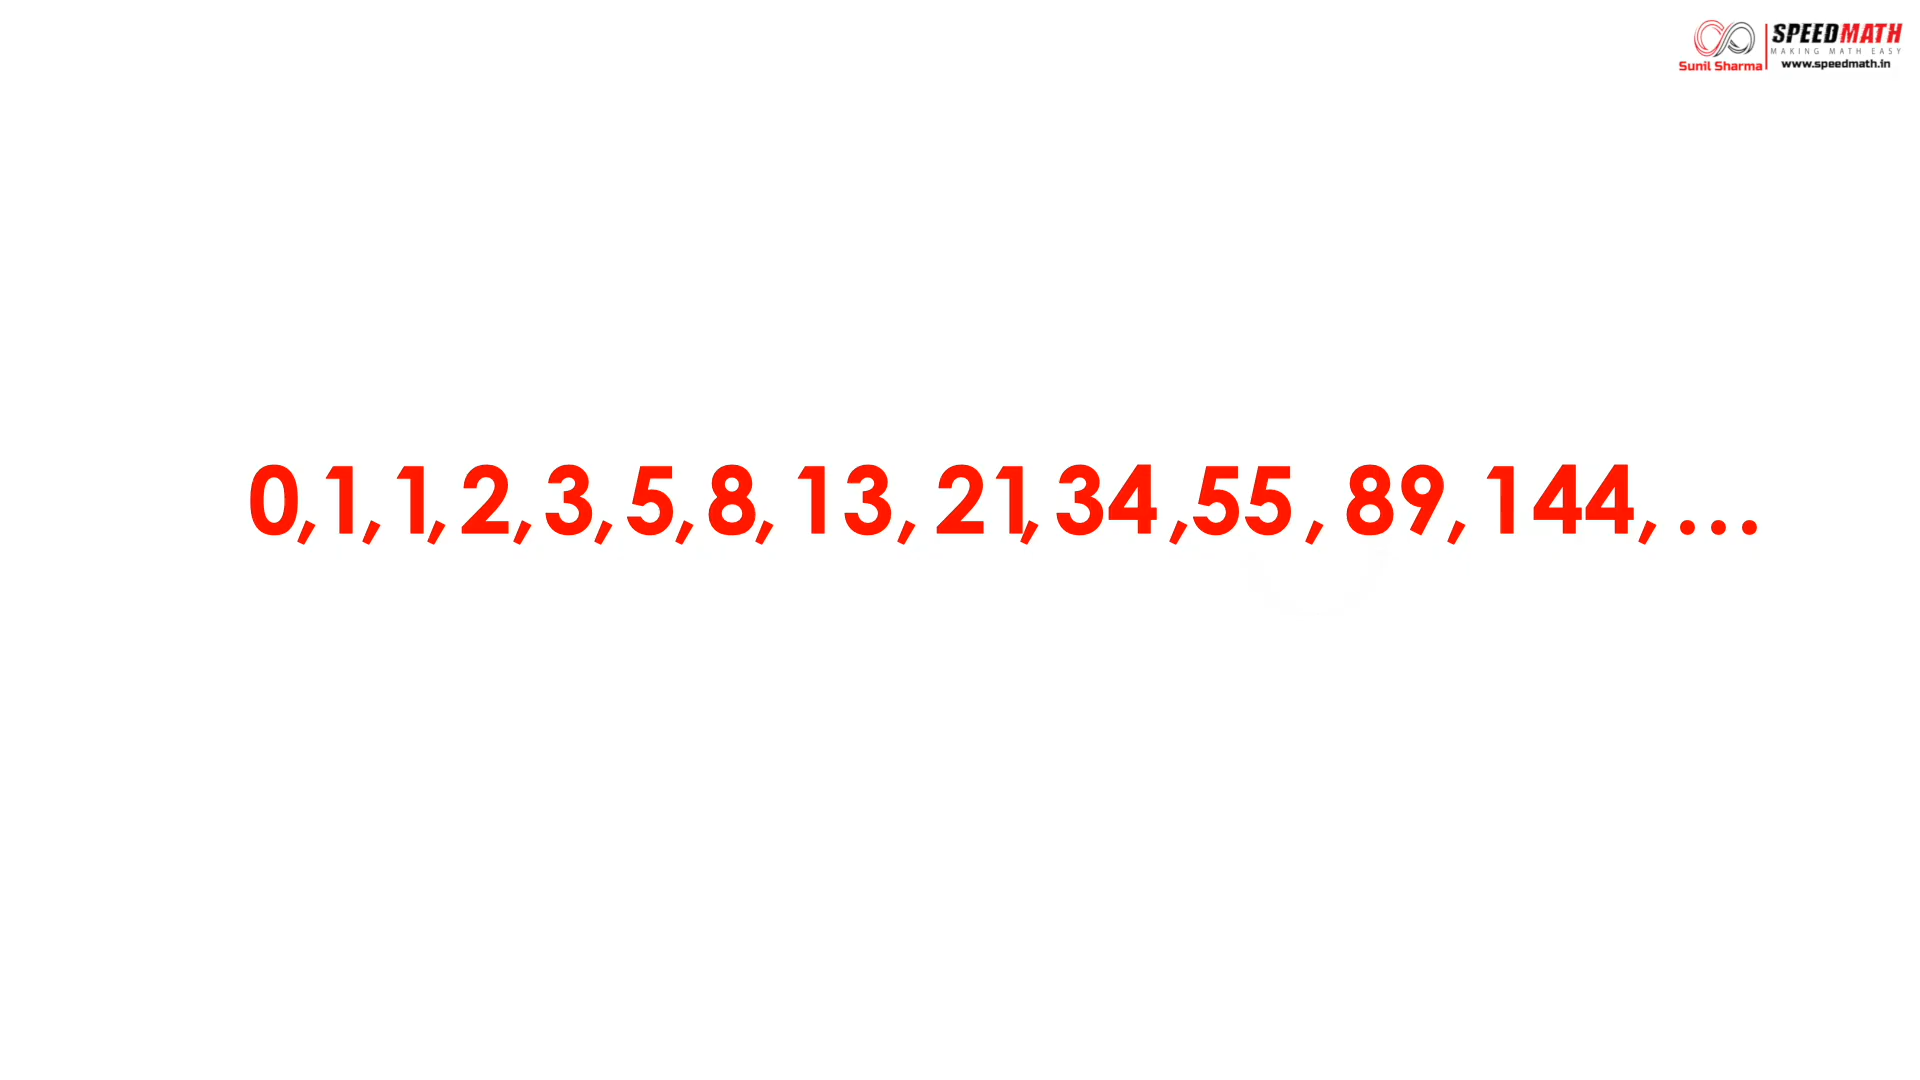 SPEEDMATH
MAKING MATH EASY
Sunil Sharma
www.speedmath.in
0,1,1,2,3,5,8,13,21,34,55,89,144,...